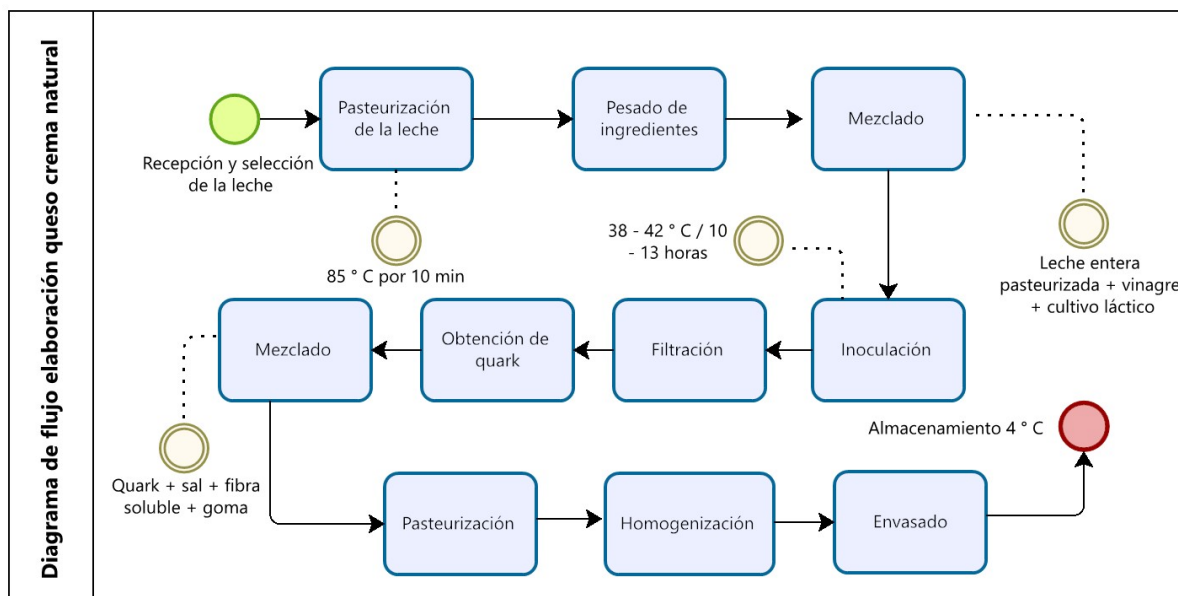 Diagrama de flujo elaboración queso crema natural
Recepción y selección
de la leche
Pasteurización
de la leche
85 ° C por 10 min
Pesado de
ingredientes
Mezclado
Leche entera
pasteurizada + vinagre
+ cultivo láctico
38 - 42 ° C / 10
- 13 horas
Inoculación
Filtración
Obtención de
quark
Mezclado
Quark + sal + fibra
soluble + goma
Pasteurización
Homogenización
Envasado
Almacenamiento 4 ° C